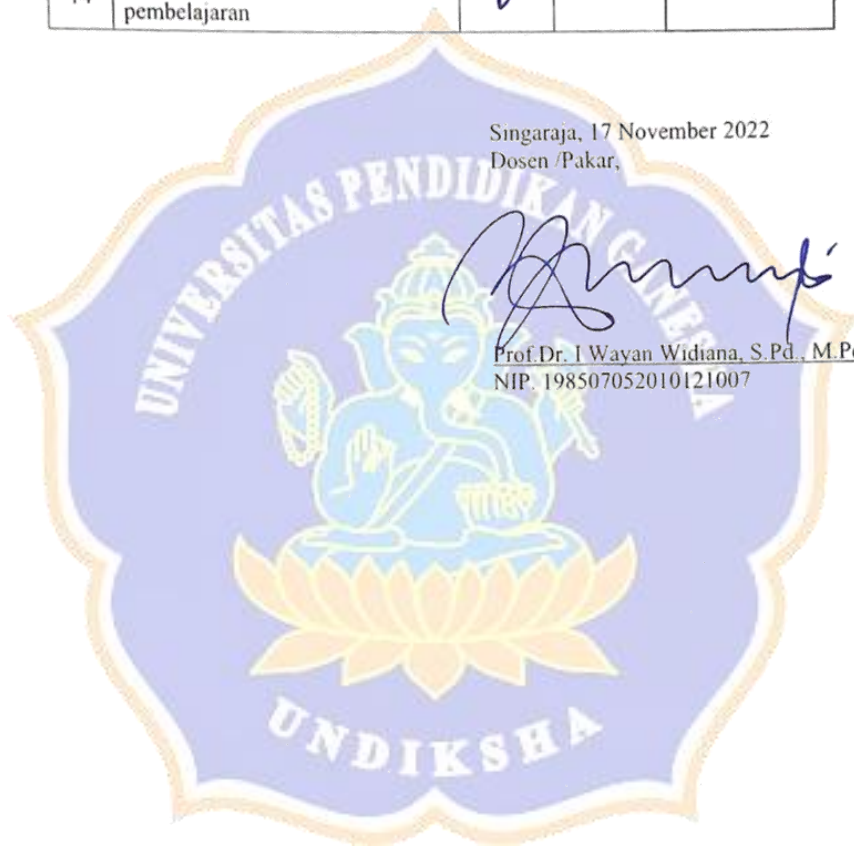 pembelajaran
Singaraja, 17 November 2022
Dosen /Pakar,
UNIVERSITAS PENDIDIKAN GANESHA
Prof.Dr. I Wayan Widiana, S.Pd., M.Pd
NIP. 198507052010121007
UNDIKSHA